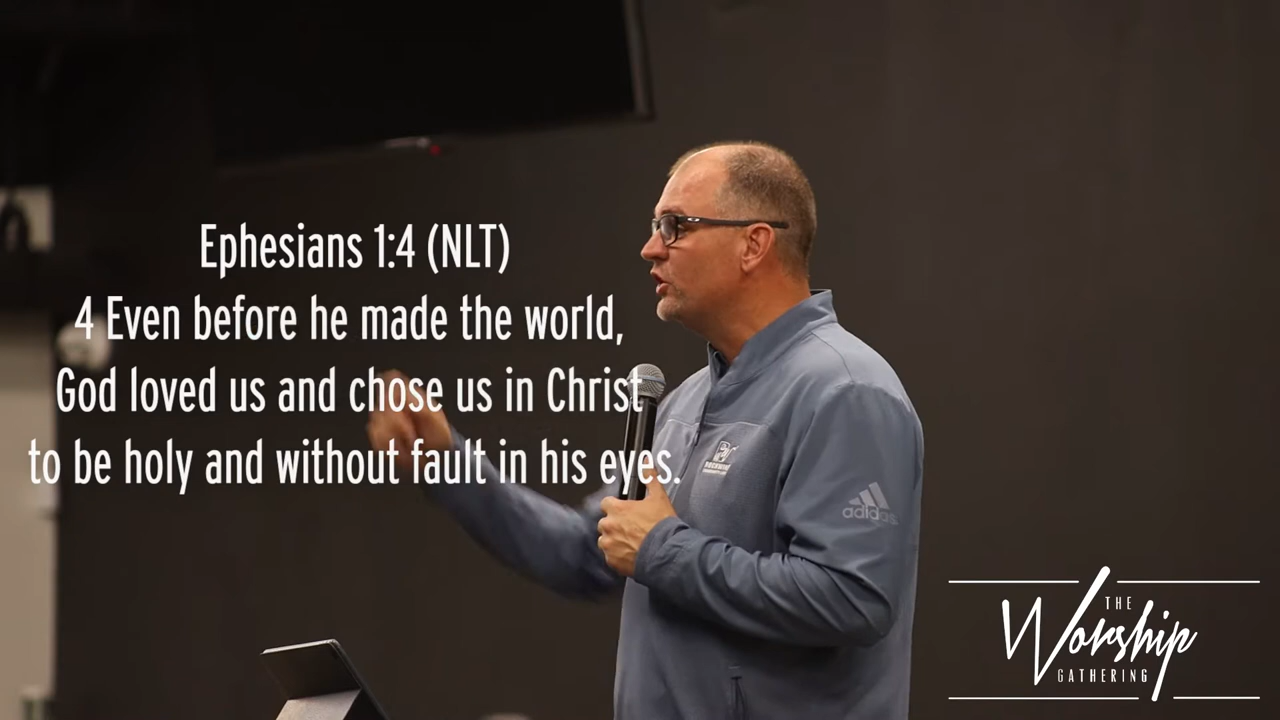 Ephesians 1:4 (NLT)
4 Even before he made the world,
God loved us and chose us in Christ
to be holy and without fault in his eyes.
adidas
THE
Worship
GATHERING